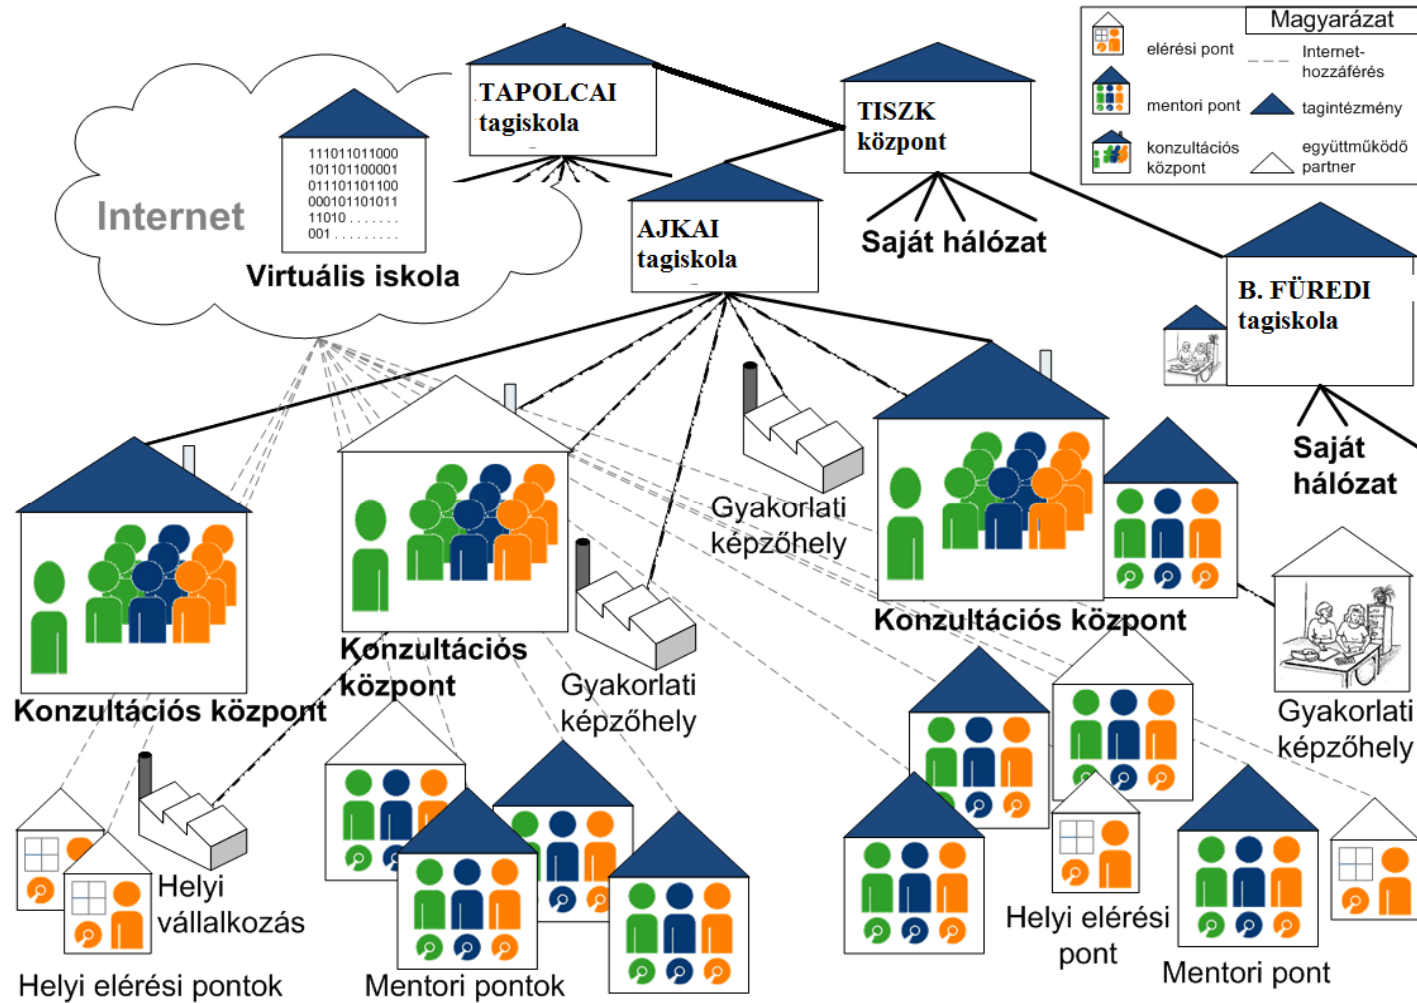 TAPOLCAI
tagiskola
TISZK
központ
Magyarázat
elérési pont
Internet-
hozzáférés
mentori pont
tagintézmény
konzultációs
központ
együttműködő
partner
111011011000
101101100001
011101101100
000101101011
11010 . . . . . . .
001 . . . . . . . . .
Internet
Virtuális iskola
AJKAI
tagiskola
Saját hálózat
B. FÜREDI
tagiskola
Saját
hálózat
Gyakorlati
képzőhely
Konzultációs központ
Konzultációs
központ
Gyakorlati
képzőhely
Konzultációs központ
Gyakorlati
képzőhely
Helyi
vállalkozás
Helyi elérési pontok
Mentori pontok
Helyi elérési
pont
Mentori pont